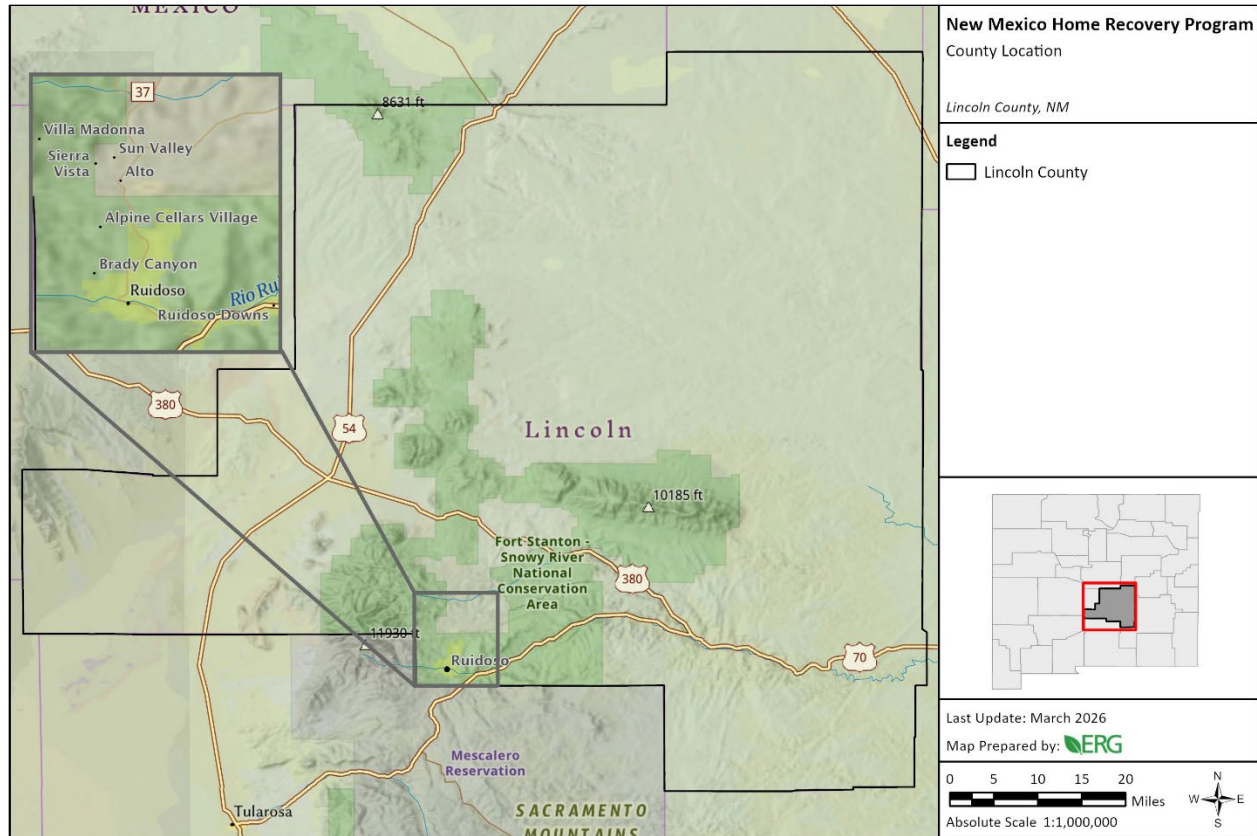 MEXICO
8631 ft
37
Villa Madonna
Sun Valley
Sierra
Vista
Alto
Alpine Cellars Village
Brady Canyon
Ruidoso
Rio Rui
Ruidoso Downs
380
54
Lincoln
10185 ft
Fort Stanton -
Snowy River
National
Conservation
Area
380
11930 ft
Ruidoso
70
Mescalero
Reservation
Tularosa
SACRAMENTO
MOUNTAINS
New Mexico Home Recovery Program
County Location
Lincoln County, NM
Legend
Lincoln County
Last Update: March 2026
Map Prepared by: ERG
0 5 10 15 20
Miles
Absolute Scale 1:1,000,000
N
W E
S